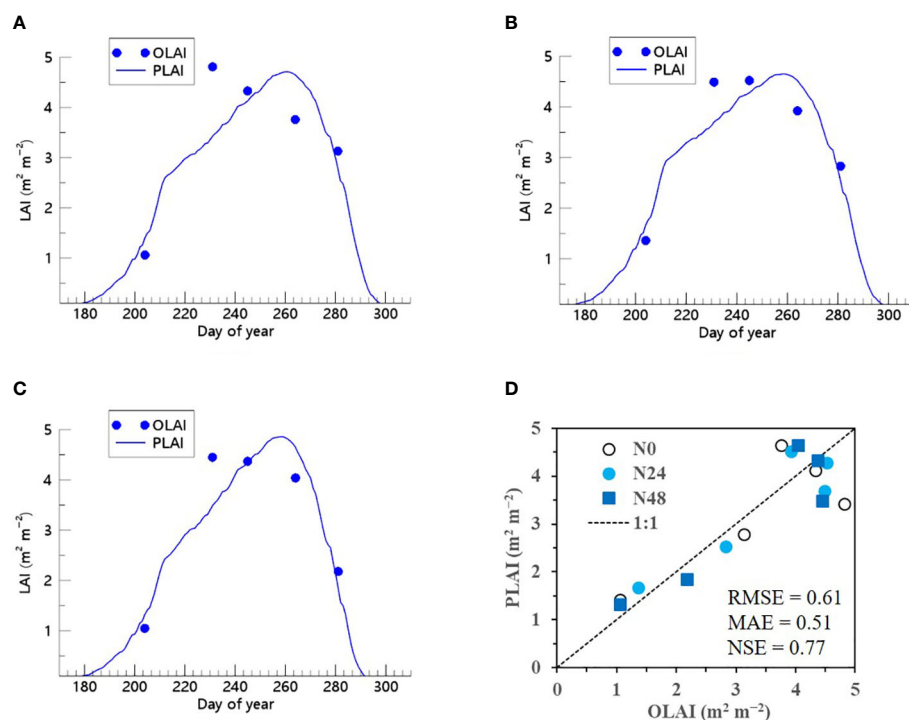 A
OLAI
PLAI
LAI (m² m⁻²)
5
4
3
2
1
180 200 220 240 260 280 300
Day of year
B
OLAI
PLAI
LAI (m² m⁻²)
5
4
3
2
1
180 200 220 240 260 280 300
Day of year
C
OLAI
PLAI
LAI (m² m⁻²)
5
4
3
2
1
180 200 220 240 260 280 300
Day of year
D
N0
N24
N48
1:1
PLAI (m² m⁻²)
5
4
3
2
1
0
RMSE = 0.61
MAE = 0.51
NSE = 0.77
0 1 2 3 4 5
OLAI (m² m⁻²)